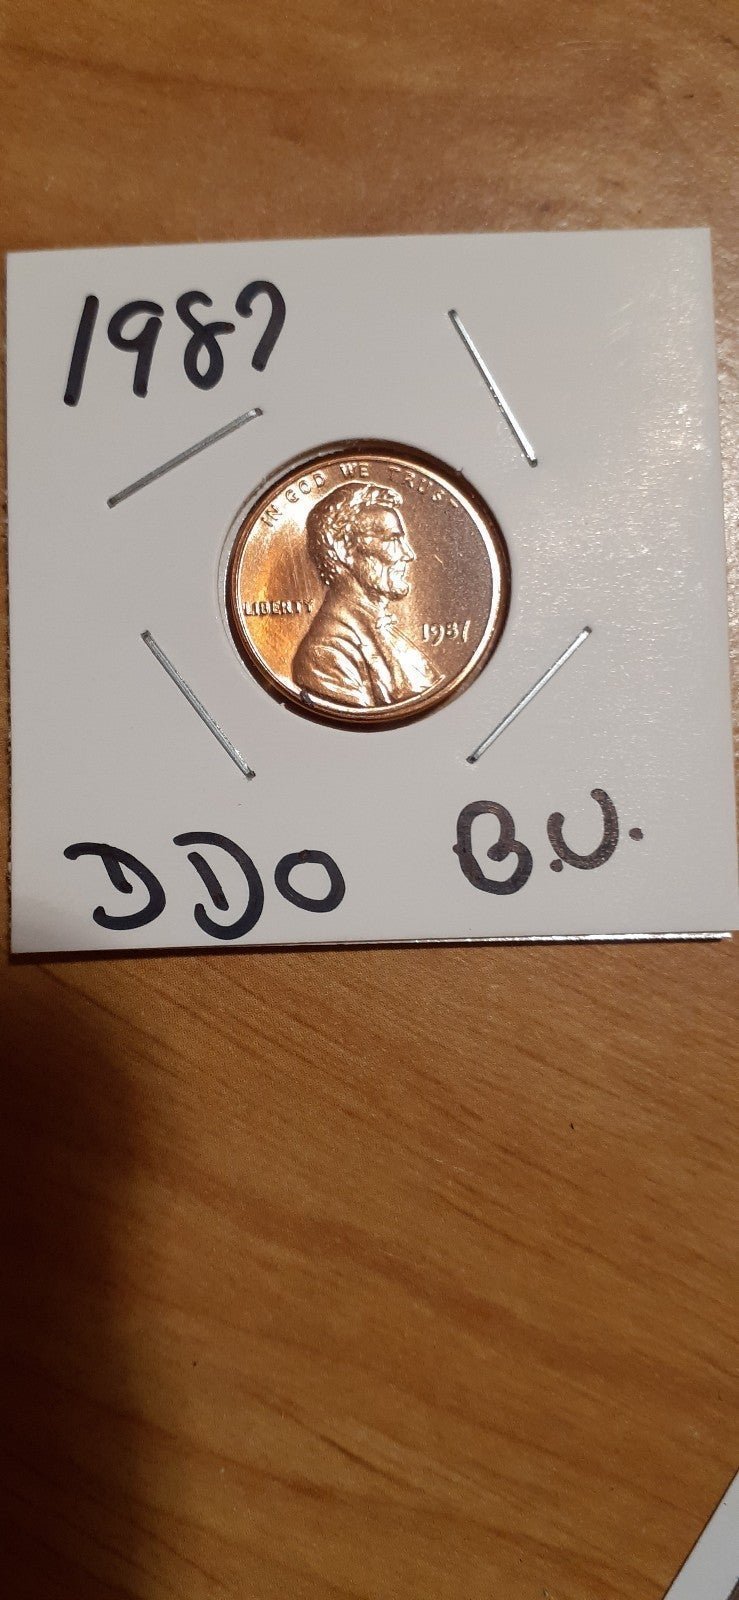 1987
IN GOD WE TRUST
LIBERTY
1987
DDO B.U.